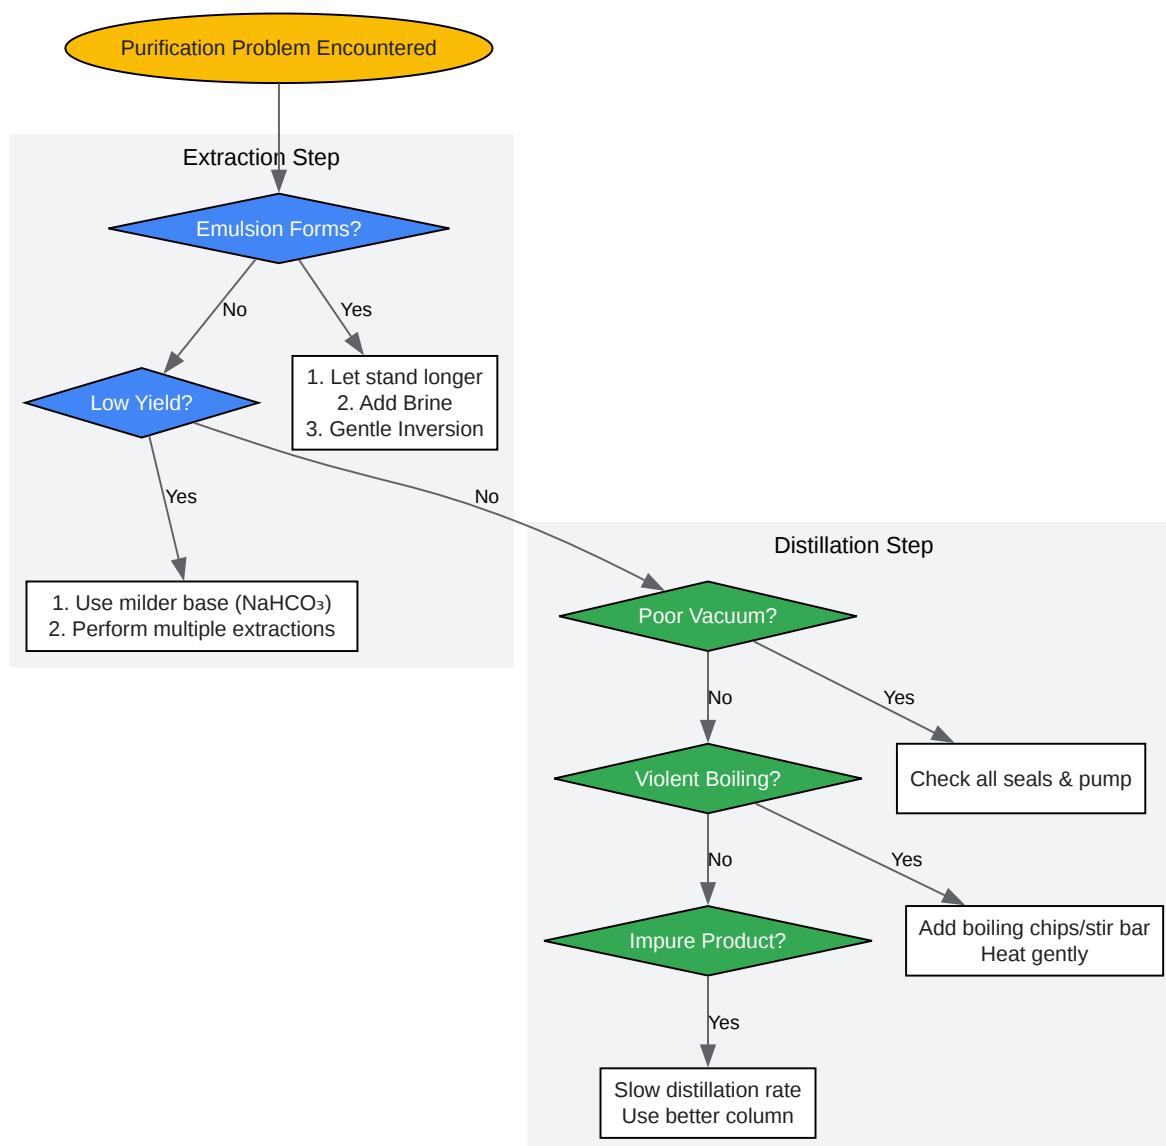 Purification Problem Encountered
Extraction Step
Emulsion Forms?
No
Yes
1. Let stand longer
2. Add Brine
3. Gentle Inversion
Low Yield?
Yes
No
1. Use milder base (NaHCO₃)
2. Perform multiple extractions
Distillation Step
Poor Vacuum?
No
Yes
Check all seals & pump
Violent Boiling?
No
Yes
Add boiling chips/stir bar
Heat gently
Impure Product?
Yes
Slow distillation rate
Use better column